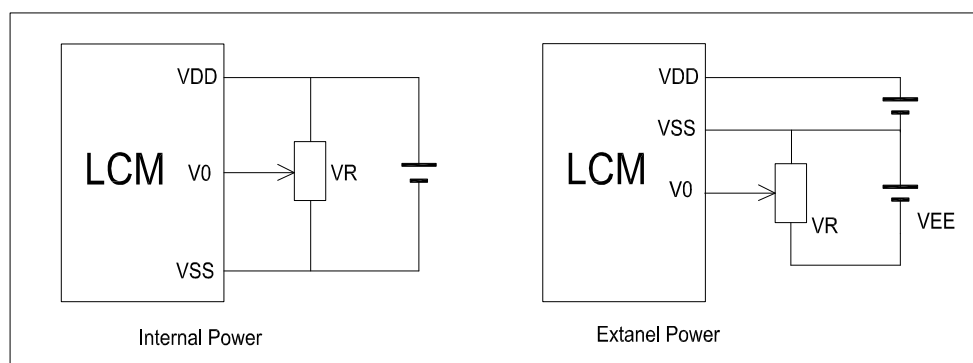 VDD
LCM
V0
VR
VSS
Internal Power
VDD
VSS
LCM
V0
VR
VEE
Extanel Power